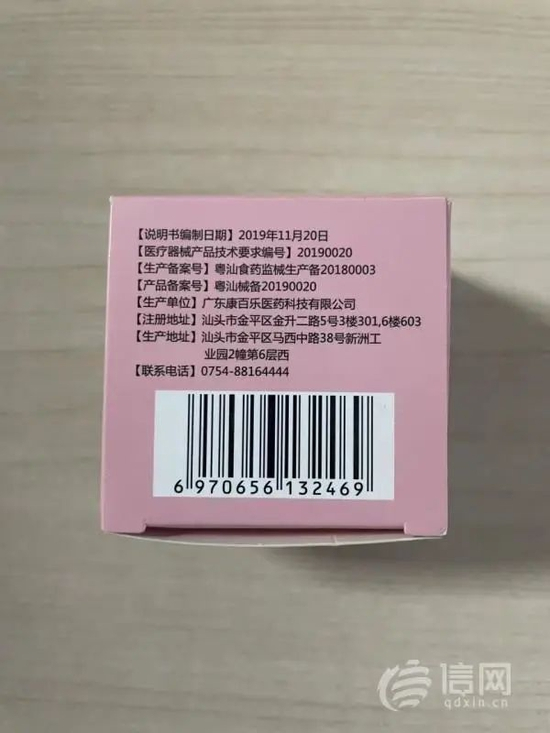 【说明书编制日期】2019年11月20日
【医疗器械产品技术要求编号】20190020
【生产备案号】粤汕食药监械生产备20180003
【产品备案号】粤汕械备20190020
【生产单位】广东康百乐医药科技有限公司
【注册地址】汕头市金平区金升二路5号3楼301,6楼603
【生产地址】汕头市金平区马西中路38号新洲工
业园2幢第6层西
【联系电话】0754-88164444
6 970656 132469
信网
qdxin.cn